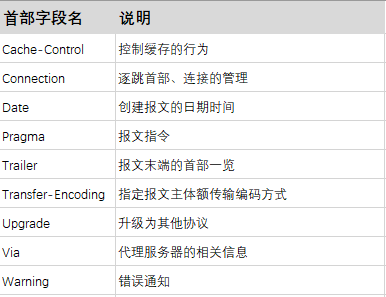 首部字段名 说明
Cache-Control 控制缓存的行为
Connection 逐跳首部、连接的管理
Date 创建报文的日期时间
Pragma 报文指令
Trailer 报文末端的首部一览
Transfer-Encoding 指定报文主体额传输编码方式
Upgrade 升级为其他协议
Via 代理服务器的相关信息
Warning 错误通知